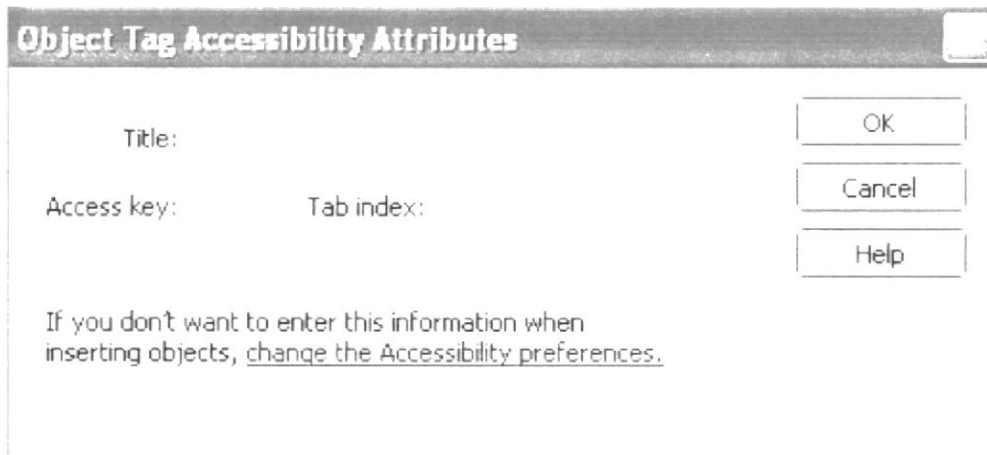 Object Tag Accessibility Attributes
Title:
OK
Access key:
Tab index:
Cancel
Help
If you don't want to enter this information when
inserting objects, change the Accessibility preferences.